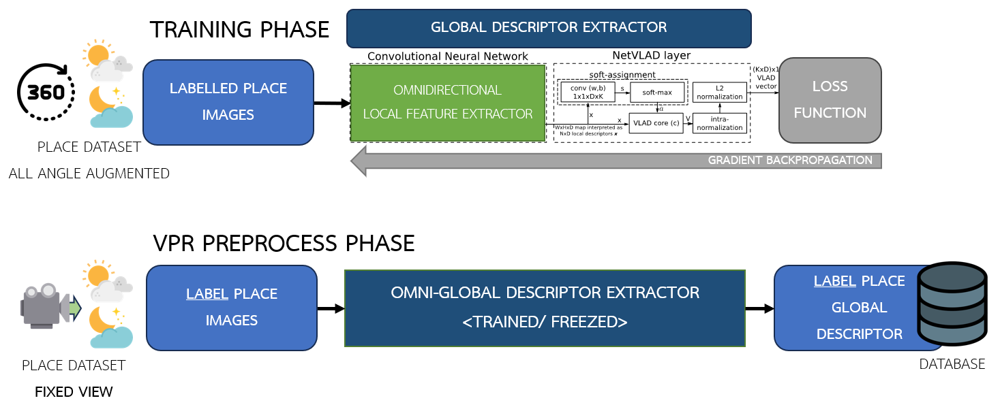 TRAINING PHASE
GLOBAL DESCRIPTOR EXTRACTOR
360
PLACE DATASET
ALL ANGLE AUGMENTED
LABELLED PLACE
IMAGES
Convolutional Neural Network
OMNIDIRECTIONAL
LOCAL FEATURE EXTRACTOR
NetVLAD layer
soft-assignment
conv (w,b)
1x1xDxK
s
soft-max
ā
x
x
WxHxD map interpreted as
NxD local descriptors x
VLAD core (c)
V
intra-
normalization
L2
normalization
(KxD)x1
VLAD
vector
LOSS
FUNCTION
GRADIENT BACKPROPAGATION
VPR PREPROCESS PHASE
PLACE DATASET
FIXED VIEW
LABEL PLACE
IMAGES
OMNI-GLOBAL DESCRIPTOR EXTRACTOR
<TRAINED/ FREEZED>
LABEL PLACE
GLOBAL
DESCRIPTOR
DATABASE